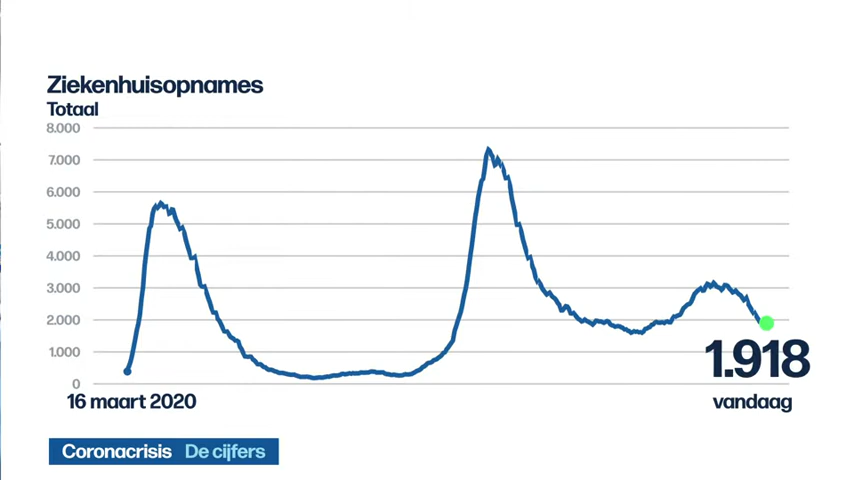 Ziekenhuisopnames
Totaal
8.000
7.000
6.000
5.000
4.000
3.000
2.000
1.000
0
1.918
16 maart 2020
vandaag
Coronacrisis De cijfers